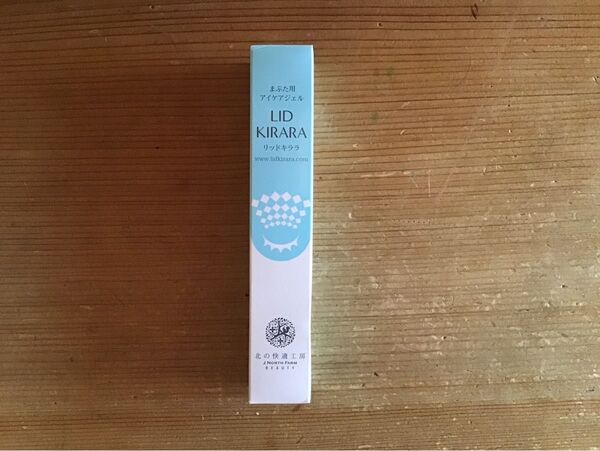 まぶた用
アイケアジェル
LID
KIRARA
リッドキララ
www.lidkirara.com
北の快適工房
J NORTH FARM
BEAUTY